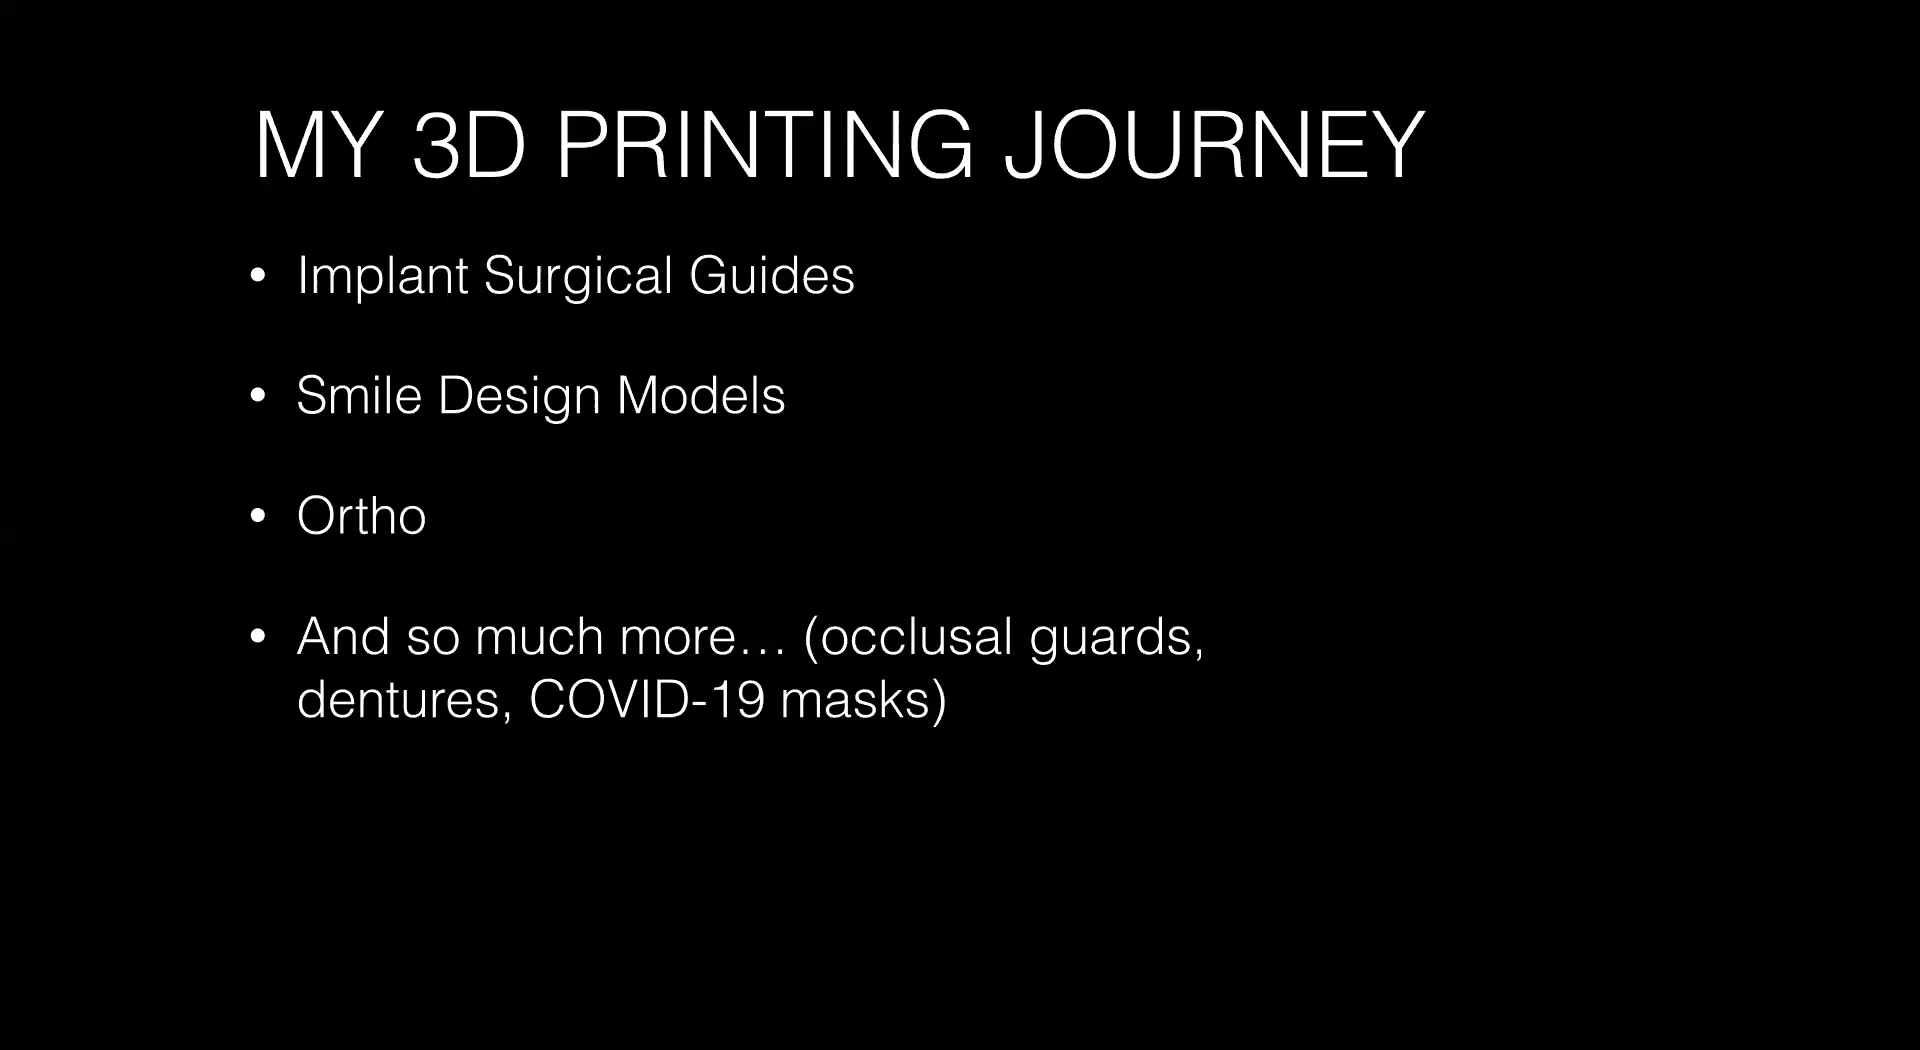 MY 3D PRINTING JOURNEY
• Implant Surgical Guides
• Smile Design Models
• Ortho
• And so much more… (occlusal guards,
dentures, COVID-19 masks)